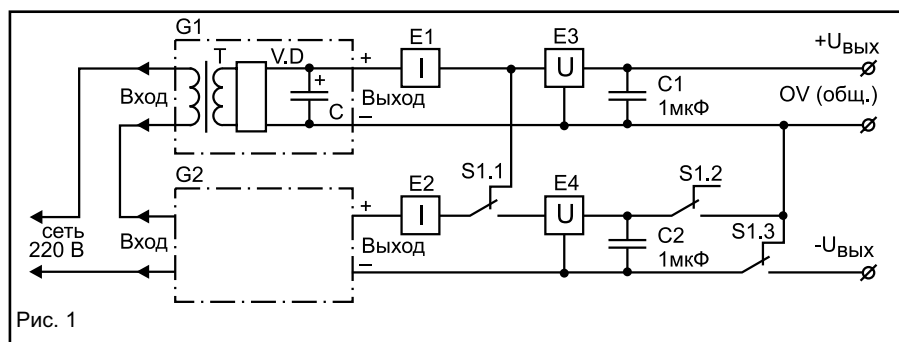 G1
T
V.D
+
C
Вход
+
Выход
–
E1
I
E3
U
C1
1мкФ
+Uвых
OV (общ.)
S1.1
G2
сеть
220 В
Вход
+
Выход
–
E2
I
E4
U
S1.2
C2
1мкФ
S1.3
-Uвых
Рис. 1